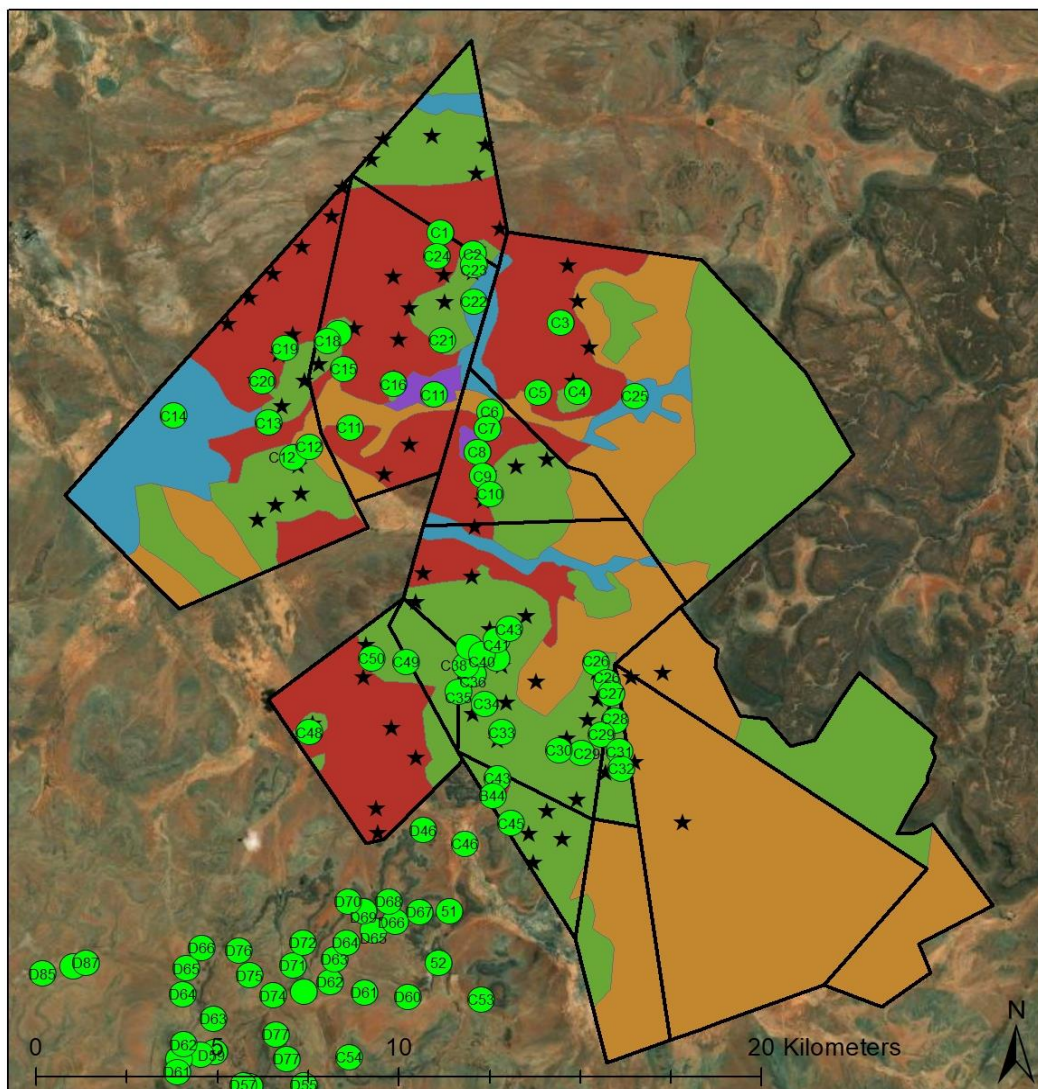 C1
C2
C24
C23
C22
C3
C18
C21
C19
C15
C20
C16
C11
C5
C4
C25
C14
C13
C6
C11
C7
C12
C12
C8
C9
C10
C43
C41
C50
C49
C38
C40
C26
C36
C26
C35
C27
C34
C28
C48
C33
C29
C30
C29
C31
C32
C43
B44
C45
D46
C46
D70
D68
D69
D67
51
D66
D65
D72
D64
D66
D76
D63
52
D85
D87
D65
D75
D71
D62
D64
D74
D61
D60
C53
D63
D77
D62
D59
D77
C54
0
5
10
20 Kilometers
D61
D57
D55
N